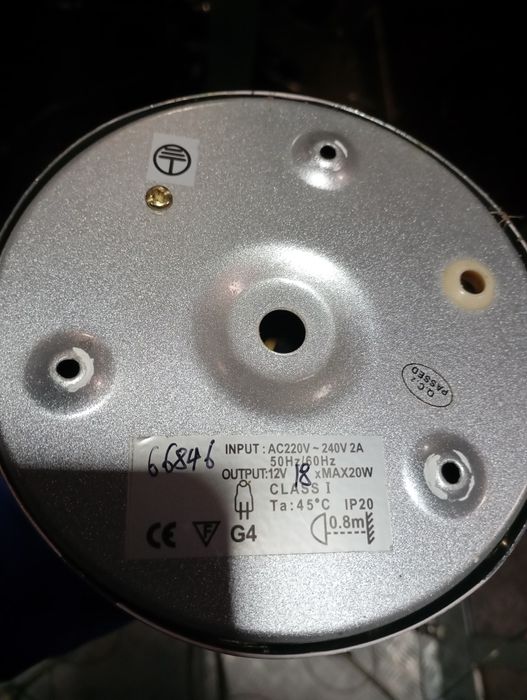 Q.C. 2
PASSED
66846 INPUT : AC220V ~ 240V 2A
50Hz/60Hz
OUTPUT:12V 18 xMAX20W
CLASS I
Ta: 45°C IP20
CE F G4 0.8m